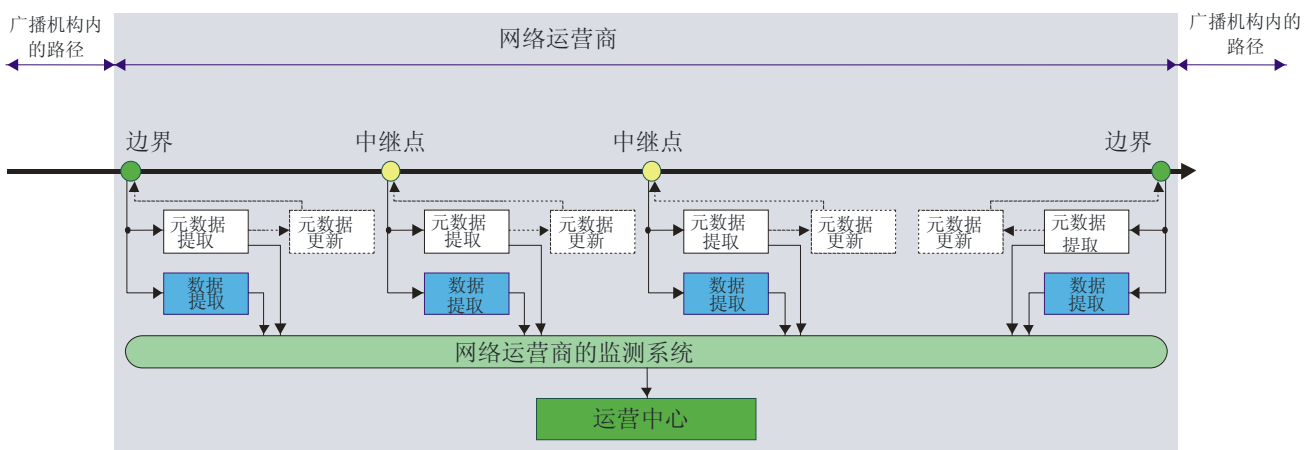 广播机构内
的路径
网络运营商
广播机构内的
路径
边界
中继点
中继点
边界
元数据
提取
元数据
更新
元数据
提取
元数据
更新
元数据
提取
元数据
更新
元数据
更新
元数据
提取
数据
提取
数据
提取
数据
提取
数据
提取
网络运营商的监测系统
运营中心